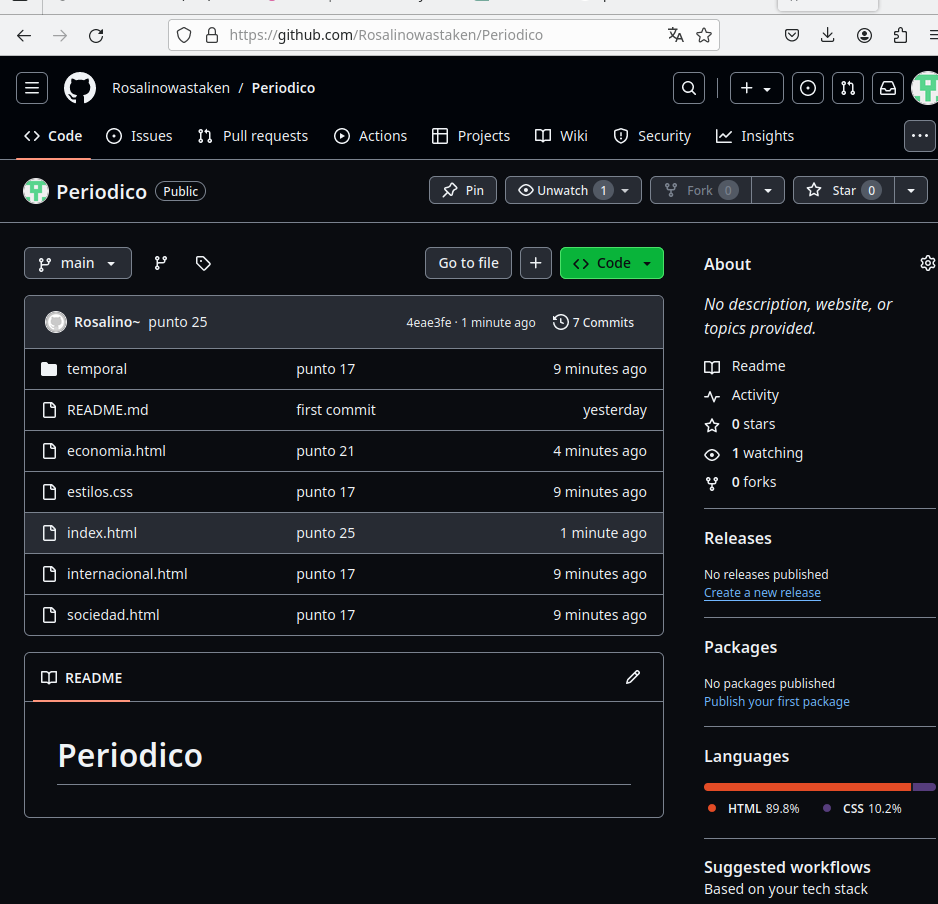 https://github.com/Rosalinowastaken/Periodico
Rosalinowastaken / Periodico
Code Issues Pull requests Actions Projects Wiki Security Insights
Periodico Public Pin Unwatch 1 Fork 0 Star 0
main Go to file Code
Rosalino~ punto 25 4eae3fe · 1 minute ago 7 Commits
temporal punto 17 9 minutes ago
README.md first commit yesterday
economia.html punto 21 4 minutes ago
estilos.css punto 17 9 minutes ago
index.html punto 25 1 minute ago
internacional.html punto 17 9 minutes ago
sociedad.html punto 17 9 minutes ago
README
Periodico
About
No description, website, or
topics provided.
Readme
Activity
0 stars
1 watching
0 forks
Releases
No releases published
Create a new release
Packages
No packages published
Publish your first package
Languages
HTML 89.8% CSS 10.2%
Suggested workflows
Based on your tech stack